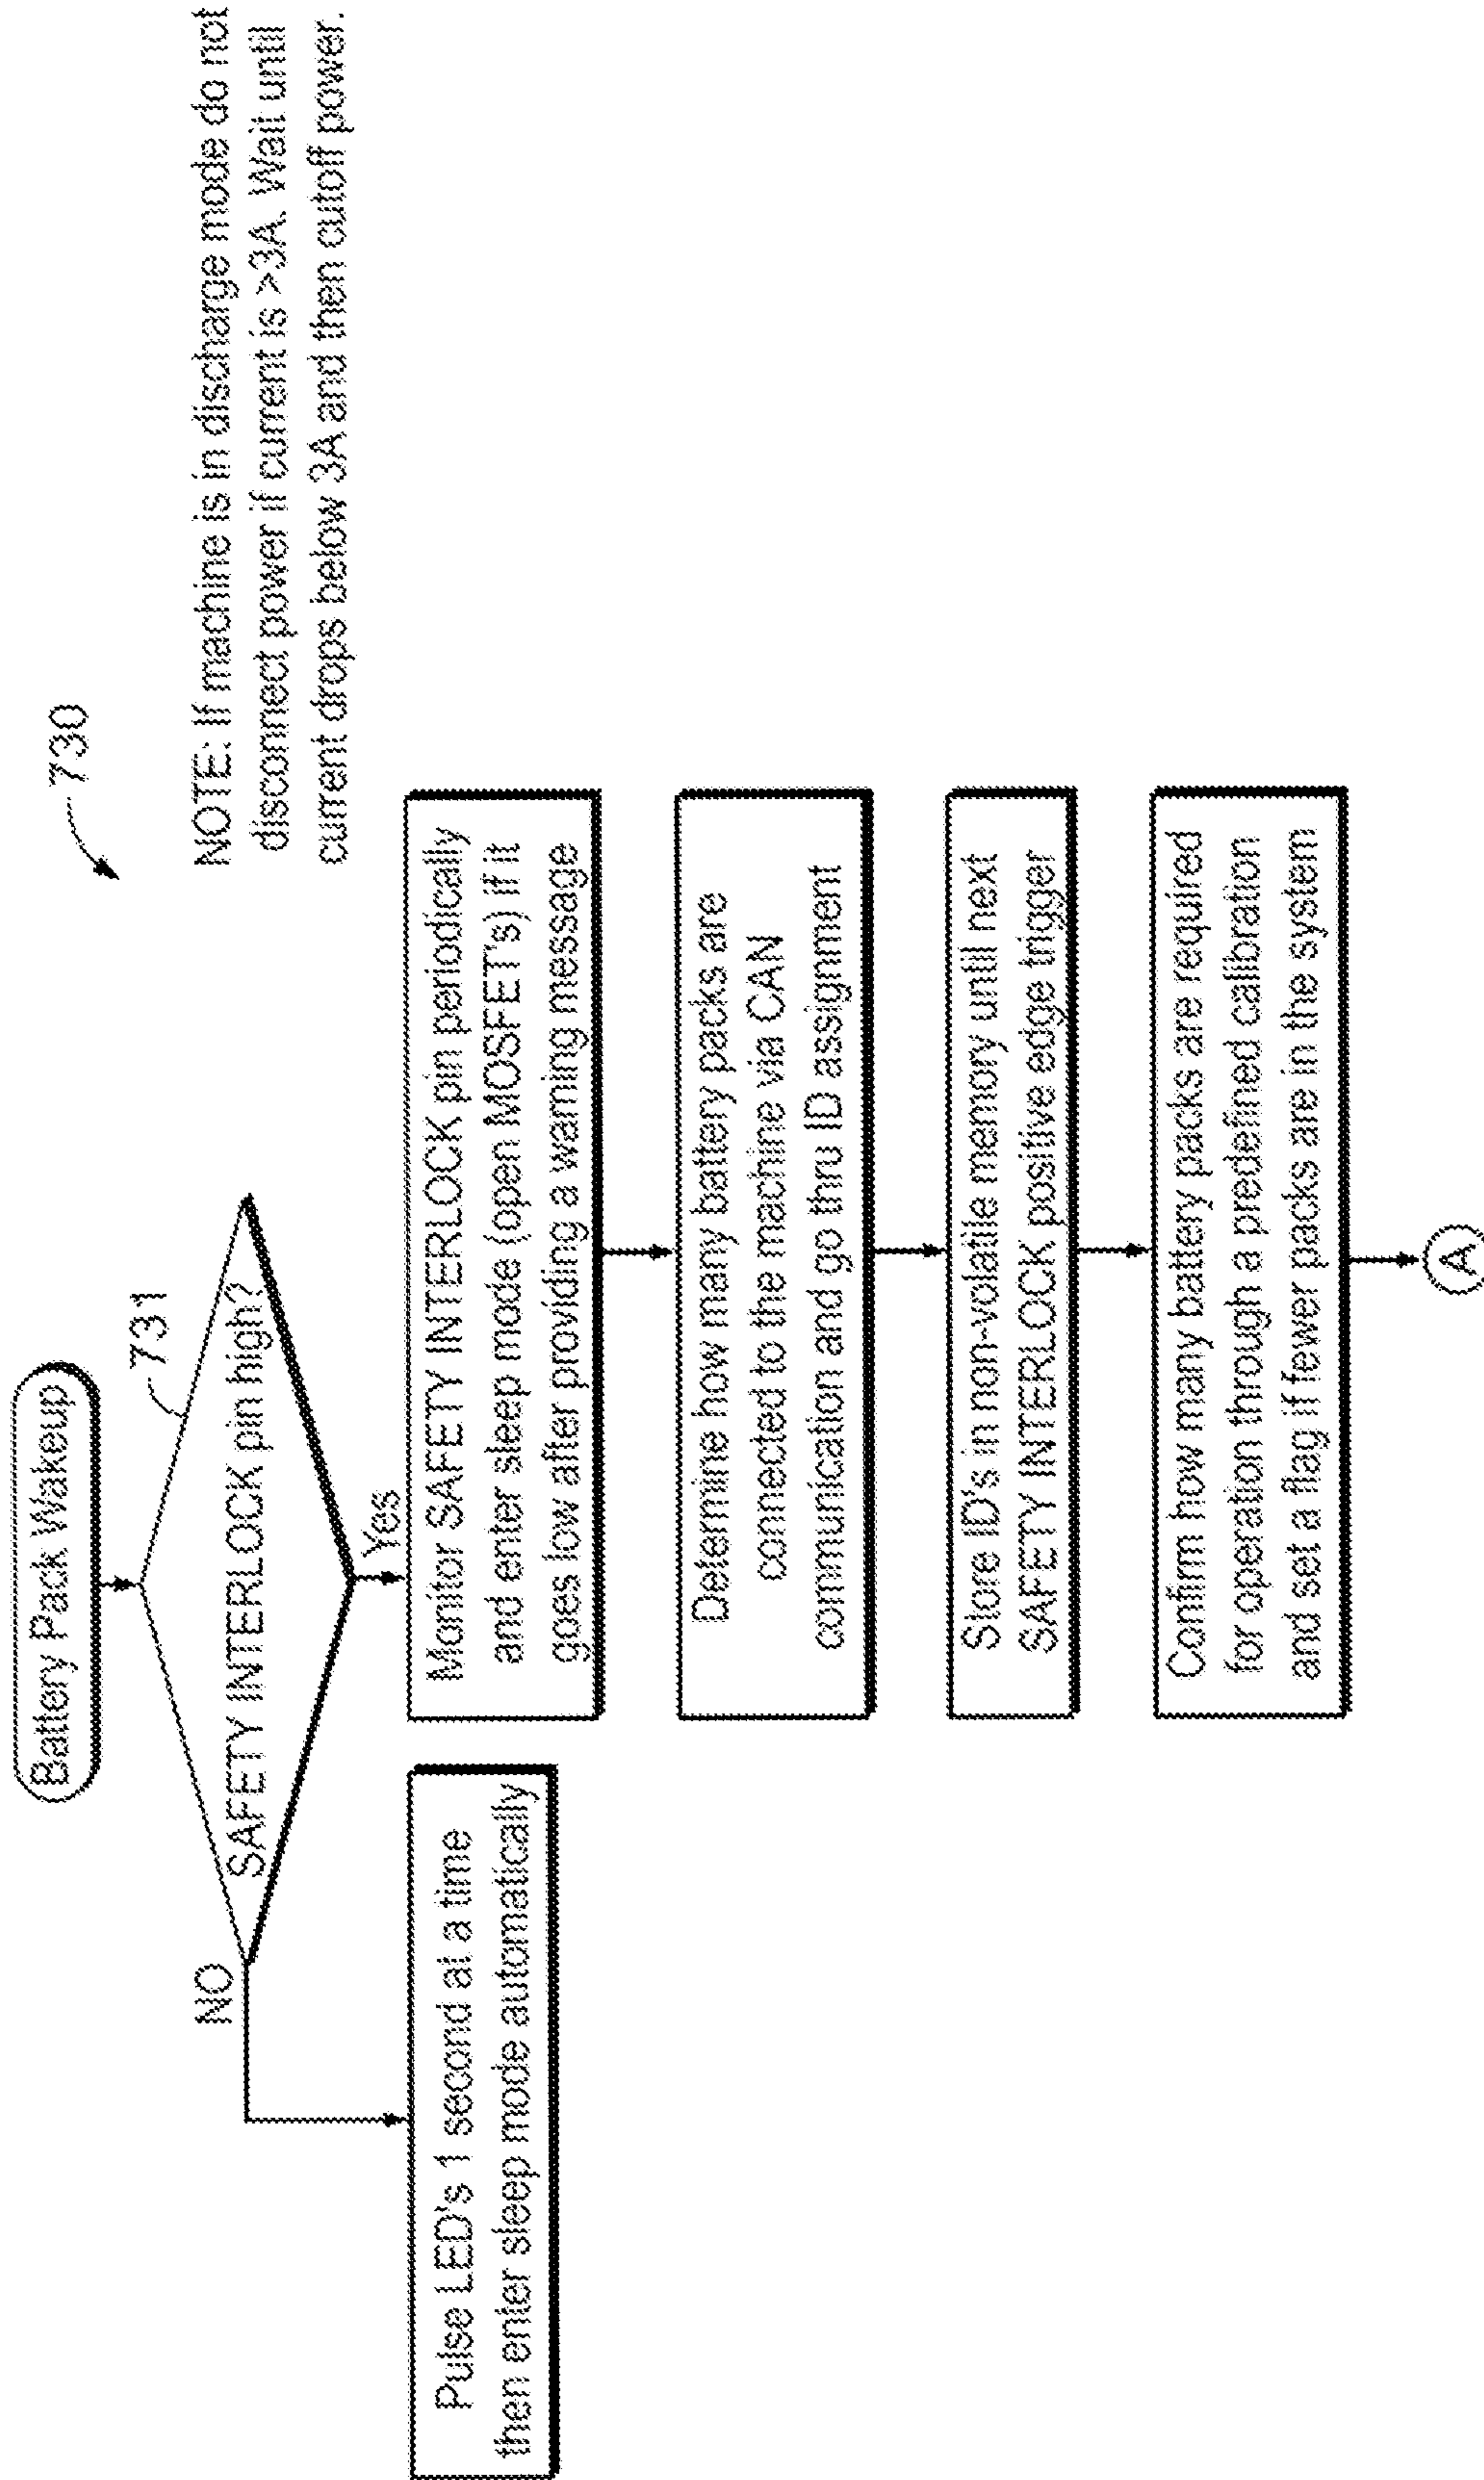 730
Battery Pack Wakeup
731
SAFETY INTERLOCK pin high?
NO
Yes
NOTE: If machine is in discharge mode do not
disconnect power if current is >3A. Wait until
current drops below 3A and then cutoff power.
Pulse LED's 1 second at a time
then enter sleep mode automatically
Monitor SAFETY INTERLOCK pin periodically
and enter sleep mode (open MOSFET's) if it
goes low after providing a warning message
Determine how many battery packs are
connected to the machine via CAN
communication and go thru ID assignment
Store ID's in non-volatile memory until next
SAFETY INTERLOCK positive edge trigger
Confirm how many battery packs are required
for operation through a predefined calibration
and set a flag if fewer packs are in the system
A